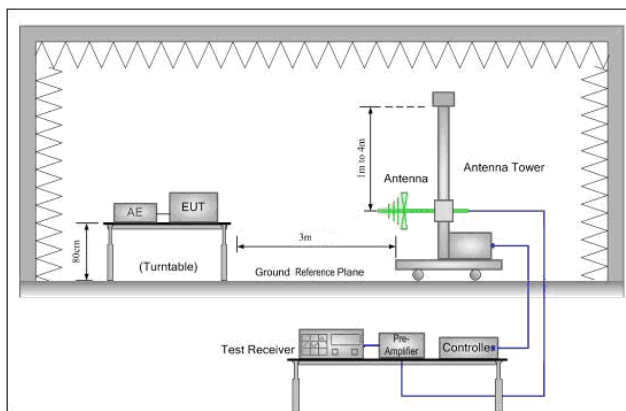 1m to 4m
Antenna
Antenna Tower
AE
EUT
80cm
(Turntable)
3m
Ground Reference Plane
Test Receiver
Pre-
Amplifier
Controller